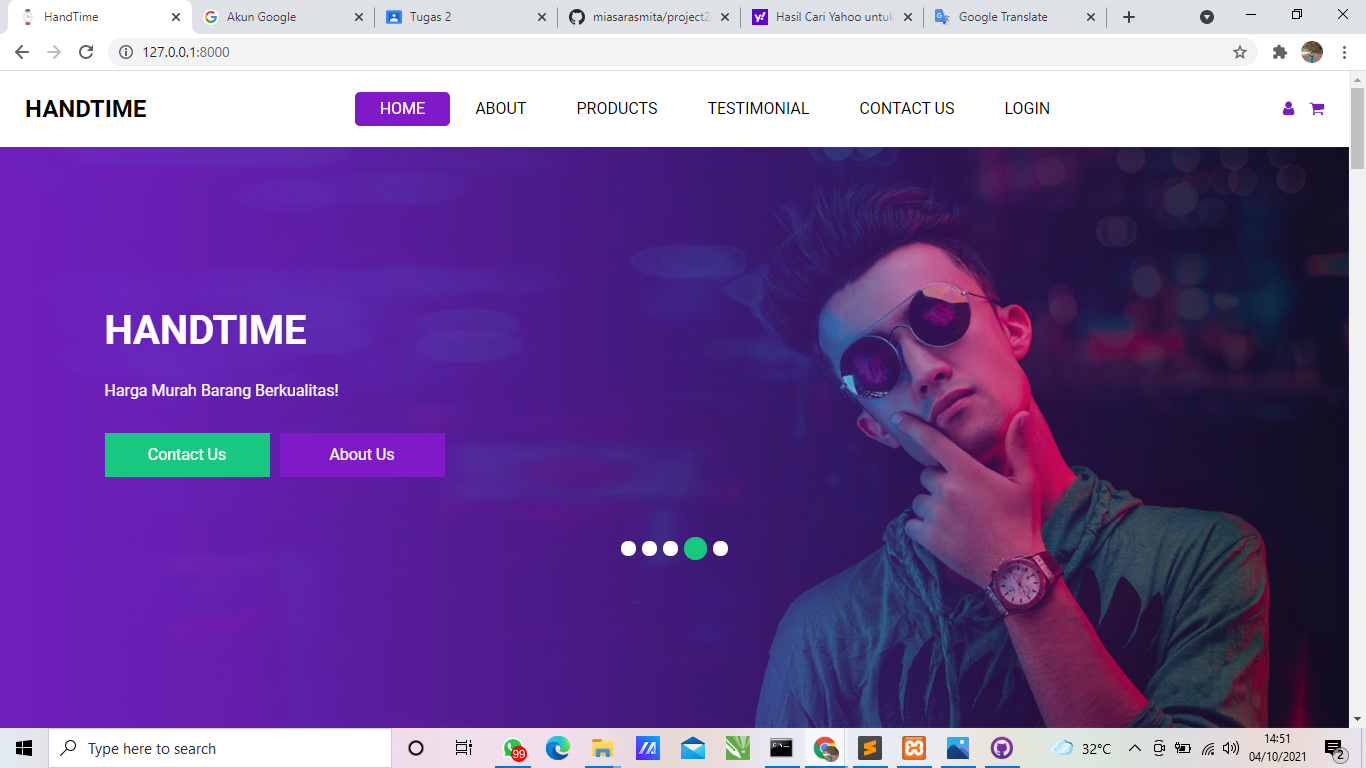 HandTime
Akun Google
Tugas 2
miasarasmita/project2
Hasil Cari Yahoo untuk
Google Translate
127.0.0.1:8000
HANDTIME
HOME
ABOUT
PRODUCTS
TESTIMONIAL
CONTACT US
LOGIN
HANDTIME
Harga Murah Barang Berkualitas!
Contact Us
About Us
Type here to search
99
32°C
14:51
04/10/2021
2